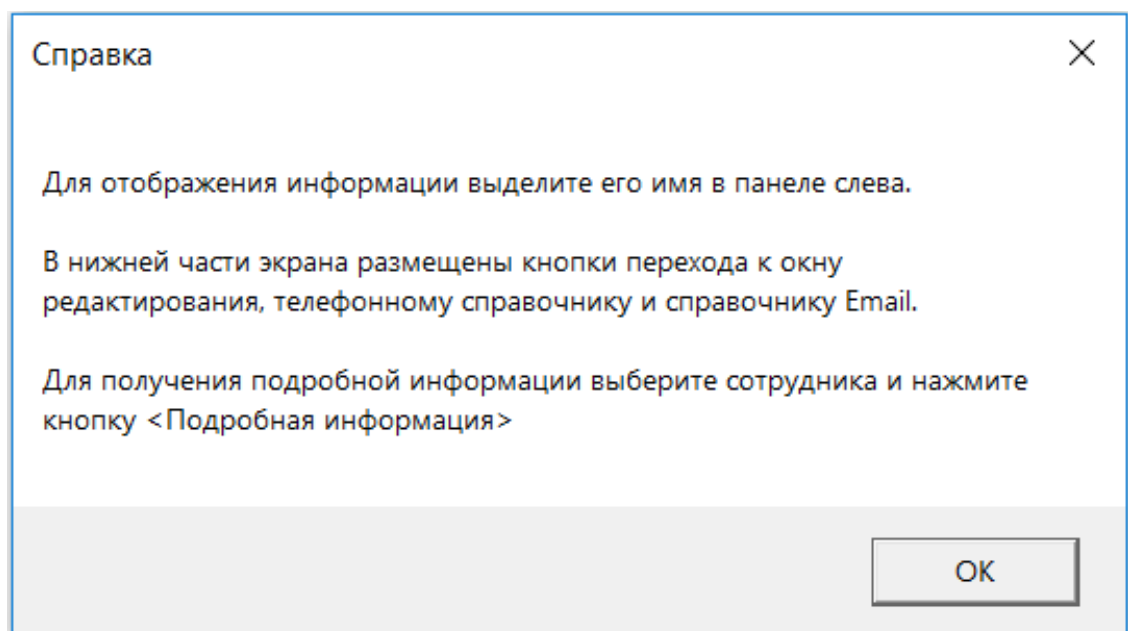 Справка
Для отображения информации выделите его имя в панеле слева.
В нижней части экрана размещены кнопки перехода к окну
редактирования, телефонному справочнику и справочнику Email.
Для получения подробной информации выберите сотрудника и нажмите
кнопку <Подробная информация>
ОК